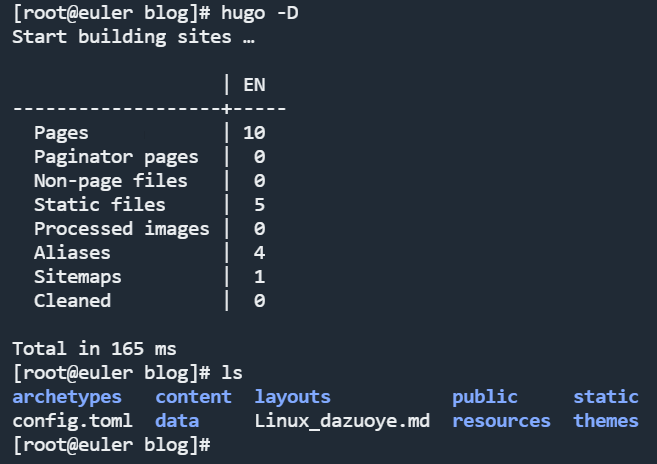 [root@euler blog]# hugo -D
Start building sites …
                   | EN
-------------------+-----
  Pages            | 10
  Paginator pages  |  0
  Non-page files   |  0
  Static files     |  5
  Processed images |  0
  Aliases          |  4
  Sitemaps         |  1
  Cleaned          |  0
Total in 165 ms
[root@euler blog]# ls
archetypes   content  layouts            public     static
config.toml  data     Linux_dazuoye.md  resources  themes
[root@euler blog]#